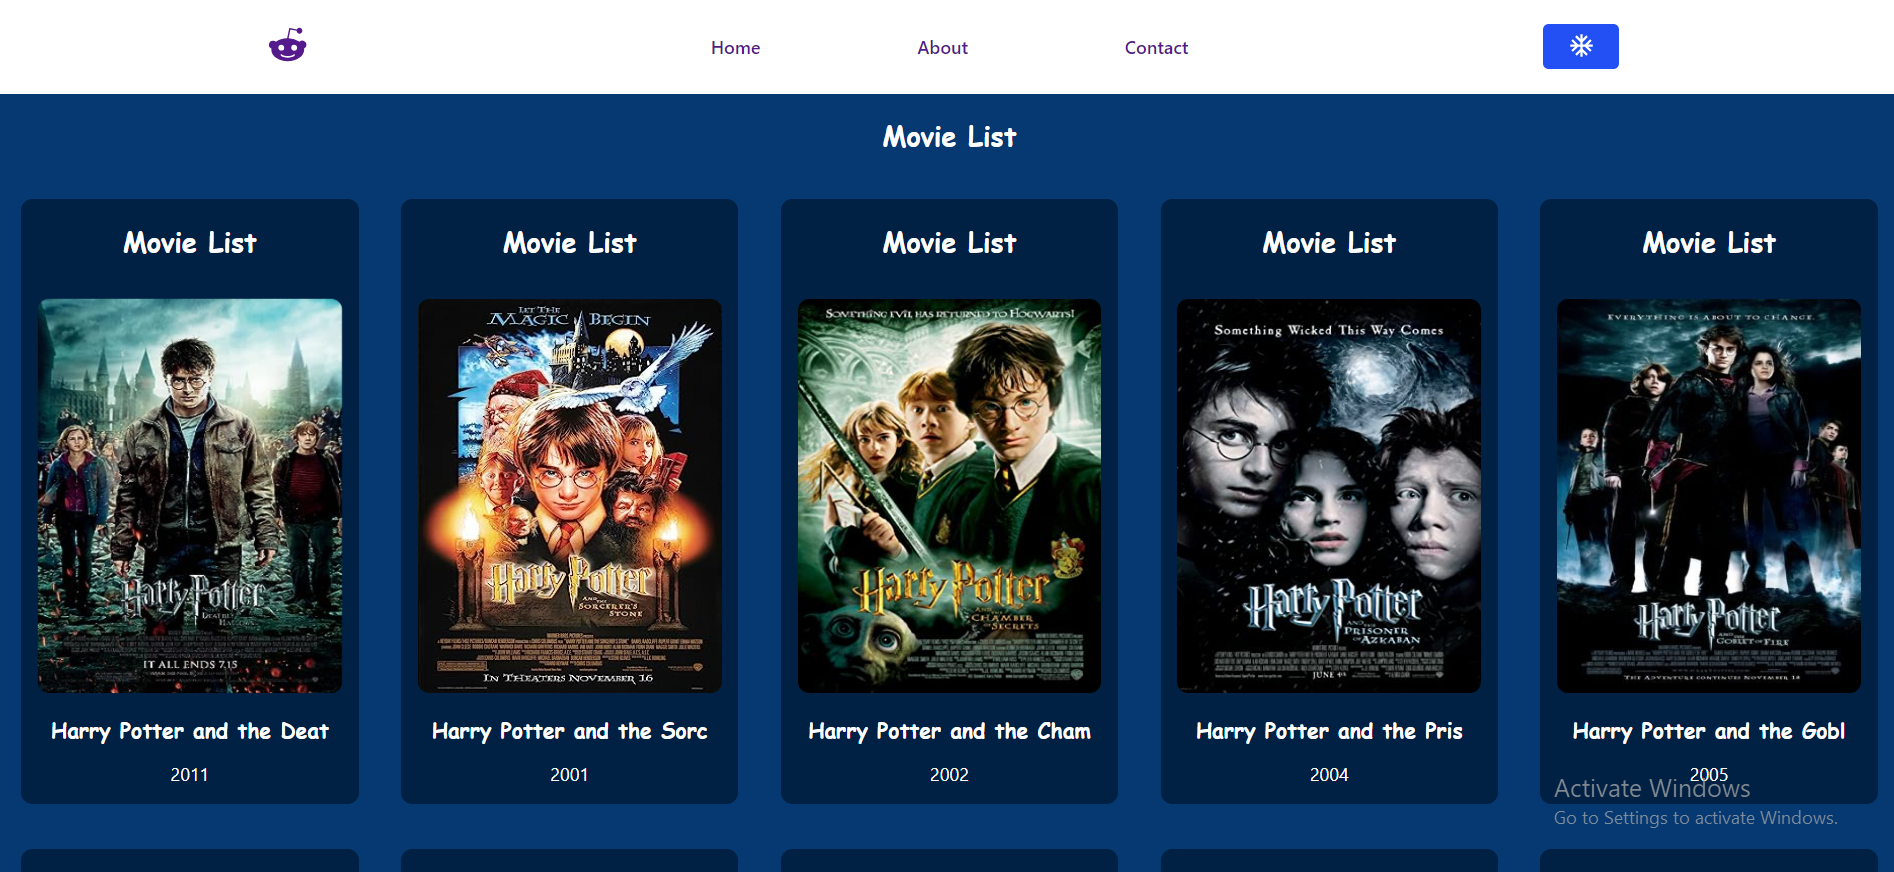 Home
About
Contact
Movie List
Movie List
Movie List
Movie List
Movie List
Movie List
IT ALL ENDS 7.15
Harry Potter
AND THE
DEATHLY
HALLOWS
LET THE
MAGIC BEGIN
Harry Potter
AND THE
SORCERER'S
STONE
IN THEATERS NOVEMBER 16
SOMETHING EVIL HAS RETURNED TO HOGWARTS!
Harry Potter
AND THE
CHAMBER
OF SECRETS
Something Wicked This Way Comes
Harry Potter
AND THE
PRISONER
OF AZKABAN
JUNE 4th
EVERYTHING IS ABOUT TO CHANGE.
Harry Potter
AND THE
GOBLET OF FIRE
THE ADVENTURE CONTINUES NOVEMBER 18
Harry Potter and the Deat
Harry Potter and the Sorc
Harry Potter and the Cham
Harry Potter and the Pris
Harry Potter and the Gobl
2011
2001
2002
2004
2005
Activate Windows
Go to Settings to activate Windows.